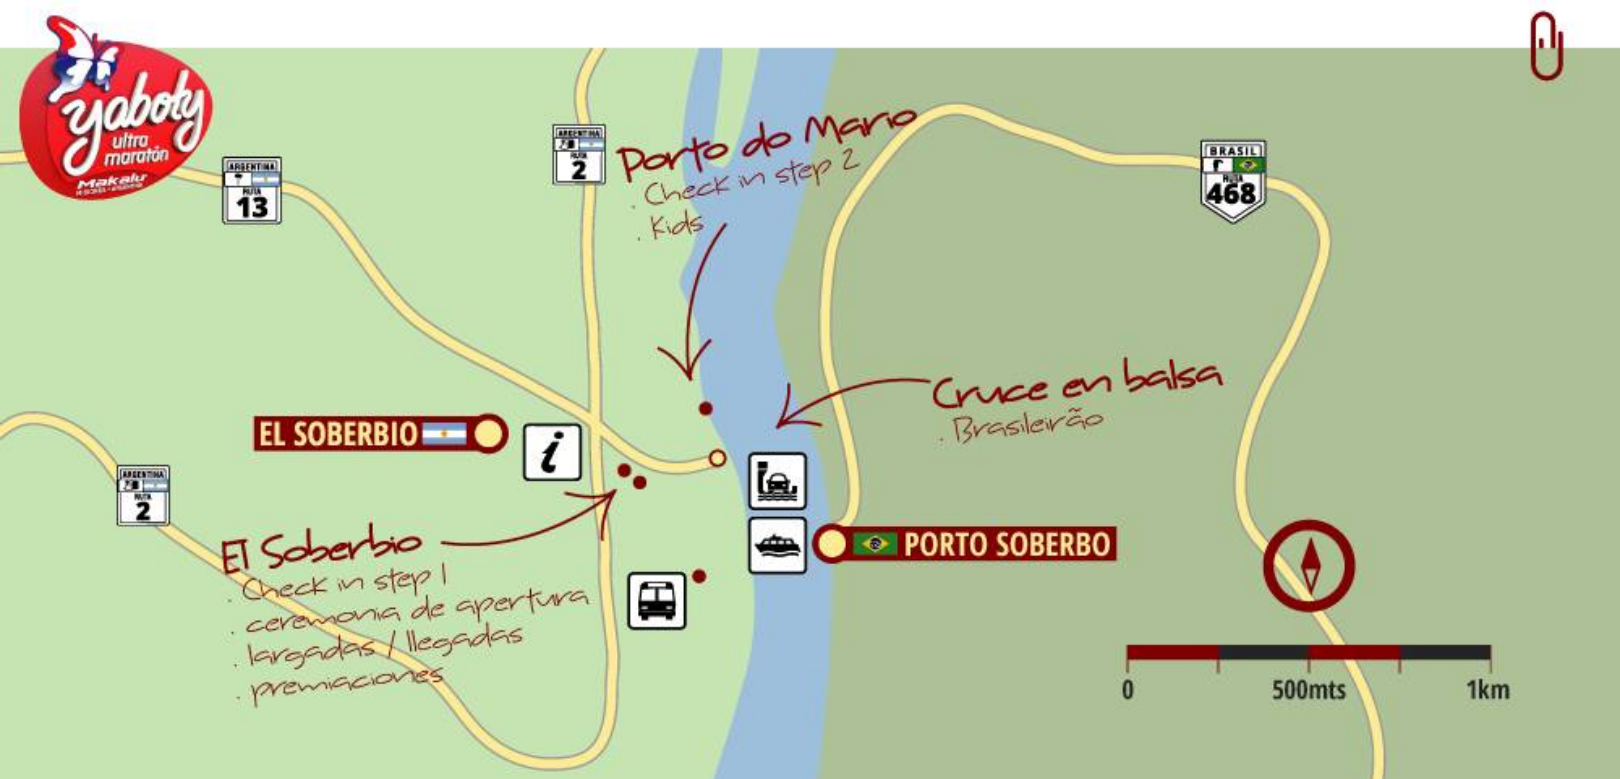 yaboty
ultra
maratón
Makalu
ARGENTINA
RUTA
13
ARGENTINA
RUTA
2
Porto do Mario
. Check in step 2
. Kids
BRASIL
RUTA
468
Cruce en balsa
. Brasileirão
EL SOBERBIO
i
ARGENTINA
RUTA
2
PORTO SOBERBO
El Soberbio
. Check in step 1
. ceremonia de apertura
. largadas / llegadas
. premiaciones
0 500mts 1km